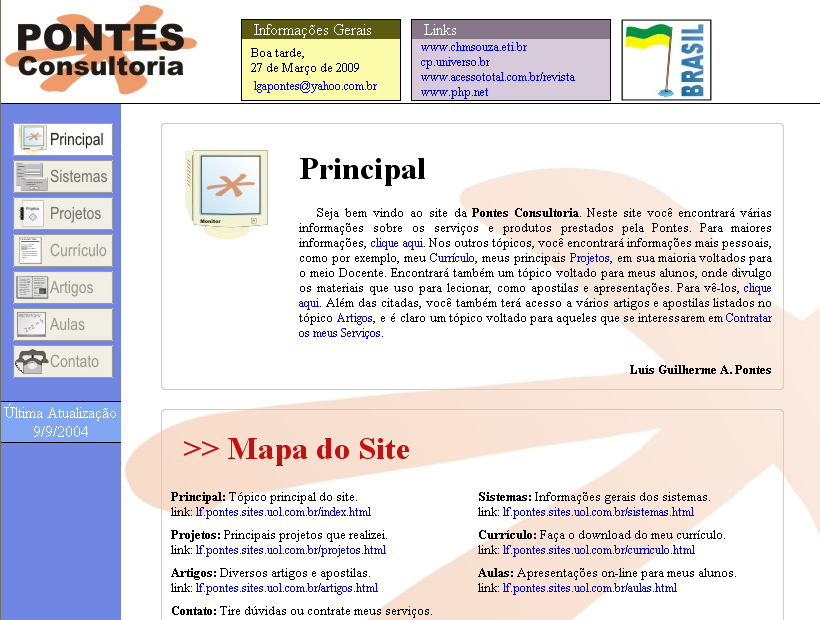 PONTES
Consultoria
Informações Gerais
Boa tarde,
27 de Março de 2009
lgapontes@yahoo.com.br
Links
www.chmsouza.eti.br
cp.universo.br
www.acessototal.com.br/revista
www.php.net
BRASIL
Principal
Sistemas
Projetos
Currículo
Artigos
Aulas
Contato
Última Atualização
9/9/2004
Monitor
Principal
Seja bem vindo ao site da Pontes Consultoria. Neste site você encontrará várias
informações sobre os serviços e produtos prestados pela Pontes. Para maiores
informações, clique aqui. Nos outros tópicos, você encontrará informações mais pessoais,
como por exemplo, meu Currículo, meus principais Projetos, em sua maioria voltados para
o meio Docente. Encontrará também um tópico voltado para meus alunos, onde divulgo
os materiais que uso para lecionar, como apostilas e apresentações. Para vê-los, clique
aqui. Além das citadas, você também terá acesso a vários artigos e apostilas listados no
tópico Artigos, e é claro um tópico voltado para aqueles que se interessarem em Contratar
os meus Serviços.
Luís Guilherme A. Pontes
>> Mapa do Site
Principal: Tópico principal do site.
link: lf.pontes.sites.uol.com.br/index.html
Sistemas: Informações gerais dos sistemas.
link: lf.pontes.sites.uol.com.br/sistemas.html
Projetos: Principais projetos que realizei.
link: lf.pontes.sites.uol.com.br/projetos.html
Currículo: Faça o download do meu currículo.
link: lf.pontes.sites.uol.com.br/curriculo.html
Artigos: Diversos artigos e apostilas.
link: lf.pontes.sites.uol.com.br/artigos.html
Aulas: Apresentações on-line para meus alunos.
link: lf.pontes.sites.uol.com.br/aulas.html
Contato: Tire dúvidas ou contrate meus serviços.